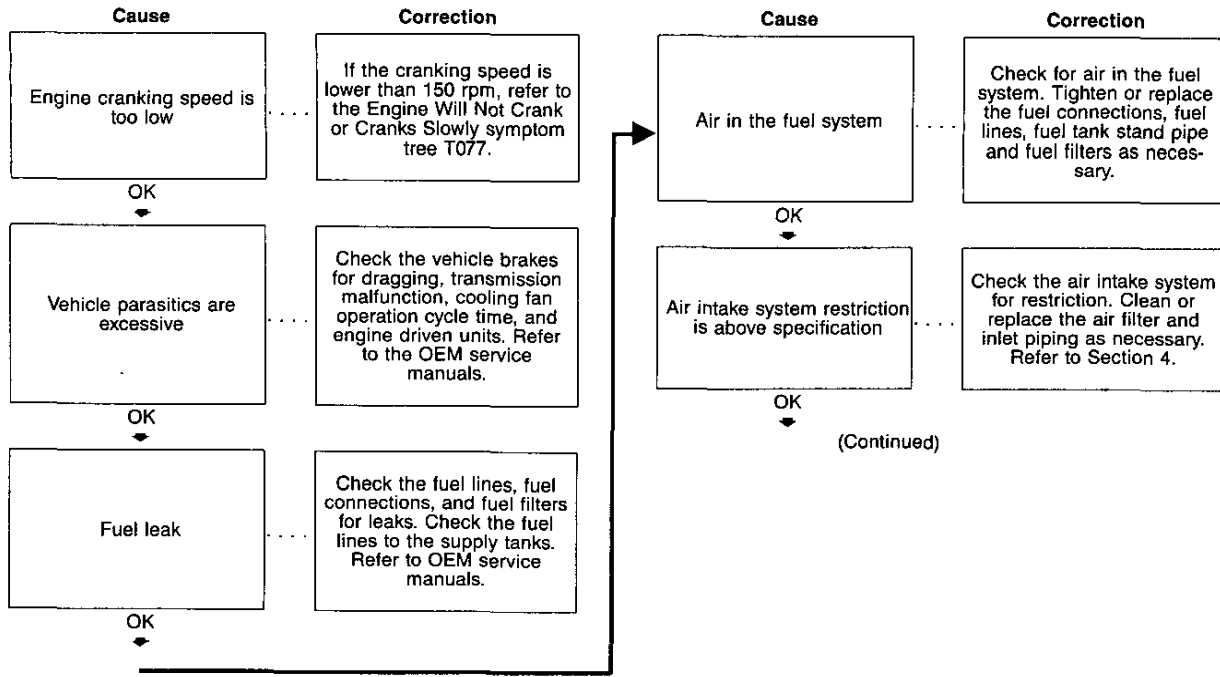 Cause
Correction
Engine cranking speed is
too low
If the cranking speed is
lower than 150 rpm, refer to
the Engine Will Not Crank
or Cranks Slowly symptom
tree T077.
OK
Vehicle parasitics are
excessive
Check the vehicle brakes
for dragging, transmission
malfunction, cooling fan
operation cycle time, and
engine driven units. Refer
to the OEM service
manuals.
OK
Fuel leak
Check the fuel lines, fuel
connections, and fuel filters
for leaks. Check the fuel
lines to the supply tanks.
Refer to OEM service
manuals.
OK
Cause
Correction
Air in the fuel system
Check for air in the fuel
system. Tighten or replace
the fuel connections, fuel
lines, fuel tank stand pipe
and fuel filters as neces-
sary.
OK
Air intake system restriction
is above specification
Check the air intake system
for restriction. Clean or
replace the air filter and
inlet piping as necessary.
Refer to Section 4.
OK
(Continued)